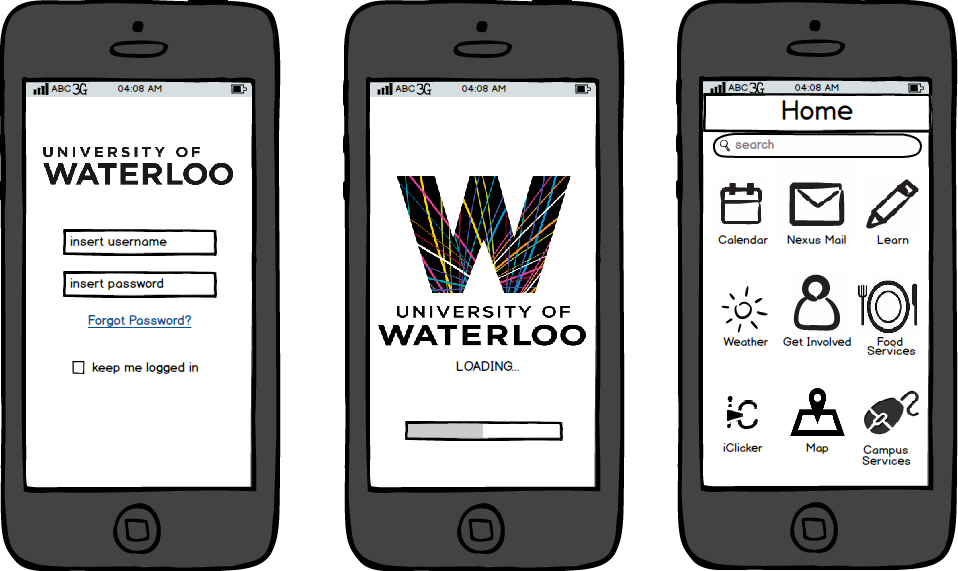 ABC 3G 04:08 AM
UNIVERSITY OF
WATERLOO
insert username
insert password
Forgot Password?
keep me logged in
ABC 3G 04:08 AM
UNIVERSITY OF
WATERLOO
LOADING...
ABC 3G 04:08 AM
Home
search
Calendar Nexus Mail Learn
Weather Get Involved Food
Services
iC
iClicker Map Campus
Services